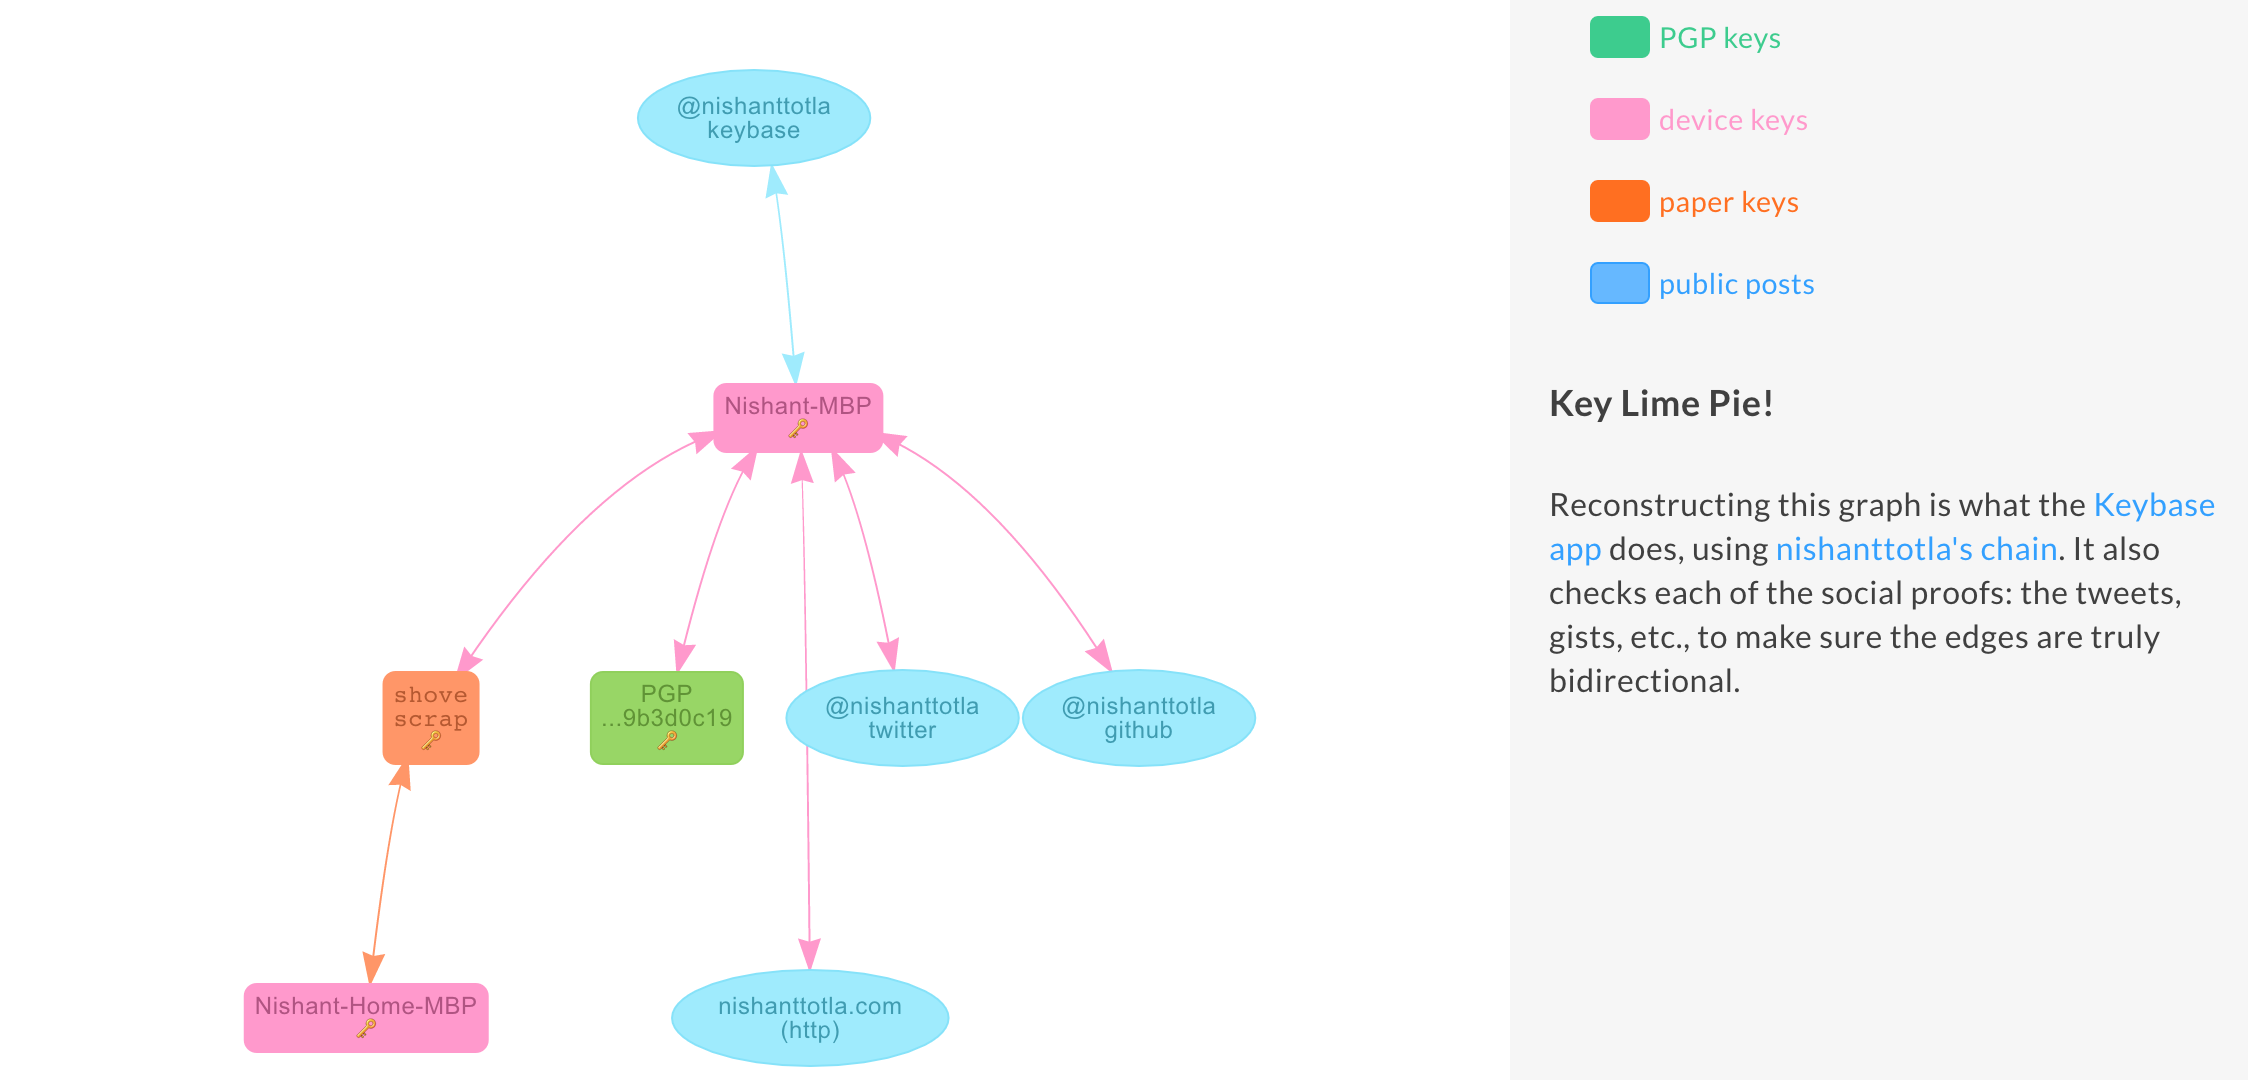 @nishanttotla
keybase
Nishant-MBP
shove
scrap
PGP
...9b3d0c19
@nishanttotla
twitter
@nishanttotla
github
Nishant-Home-MBP
nishanttotla.com
(http)
PGP keys
device keys
paper keys
public posts
Key Lime Pie!
Reconstructing this graph is what the Keybase
app does, using nishanttotla's chain. It also
checks each of the social proofs: the tweets,
gists, etc., to make sure the edges are truly
bidirectional.